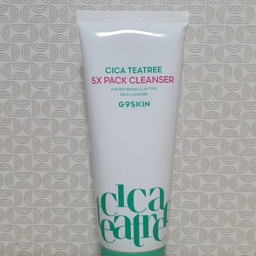 CICA TEATREE
5X PACK CLEANSER
A MOISTURIZING CLAY TYPE
PACK CLEANSER
G9SKIN
cica
teatree